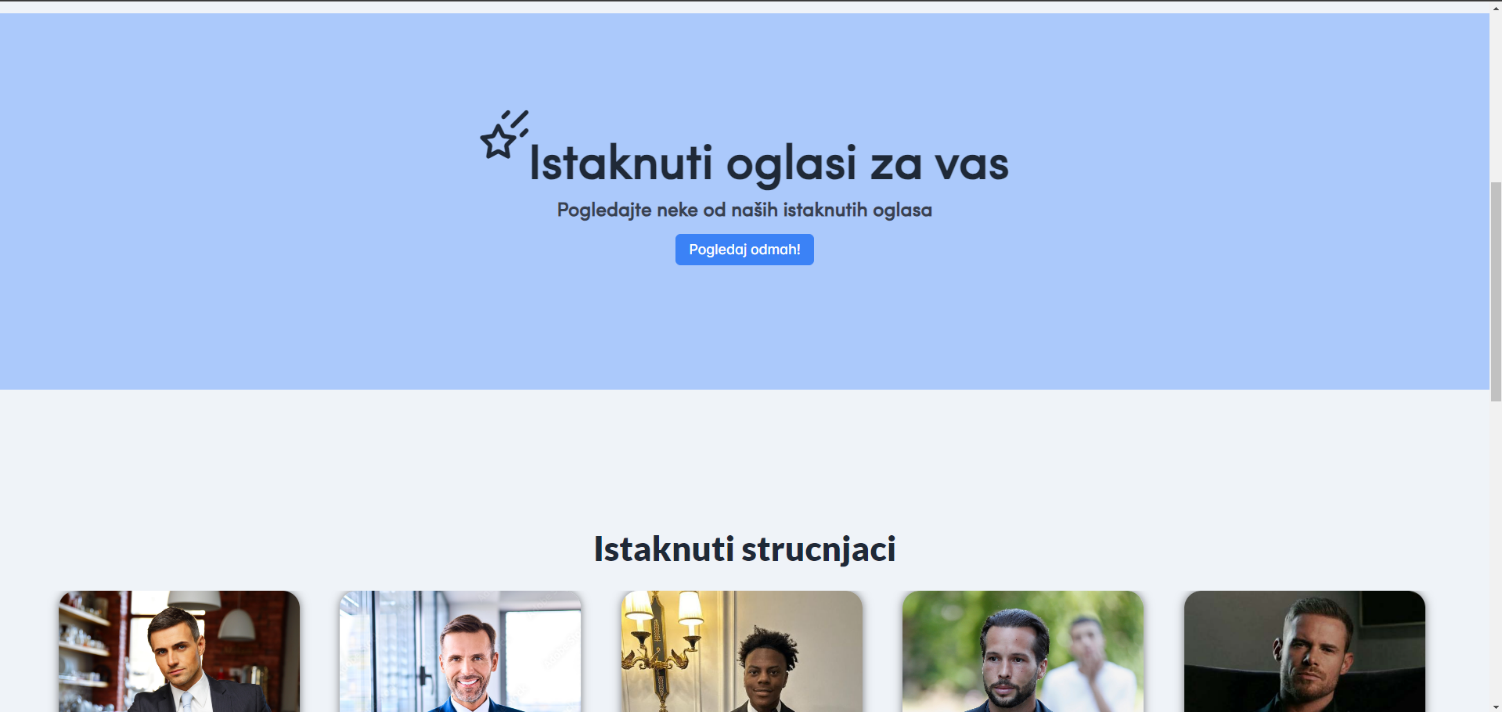 Istaknuti oglasi za vas
Pogledajte neke od naših istaknutih oglasa
Pogledaj odmah!
Istaknuti strucnjaci